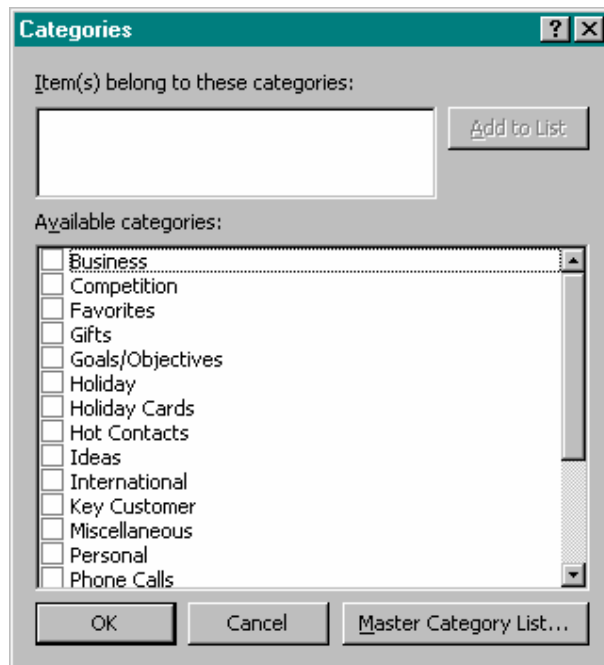 Categories
Item(s) belong to these categories:
Add to List
Available categories:
Business
Competition
Favorites
Gifts
Goals/Objectives
Holiday
Holiday Cards
Hot Contacts
Ideas
International
Key Customer
Miscellaneous
Personal
Phone Calls
OK Cancel Master Category List...